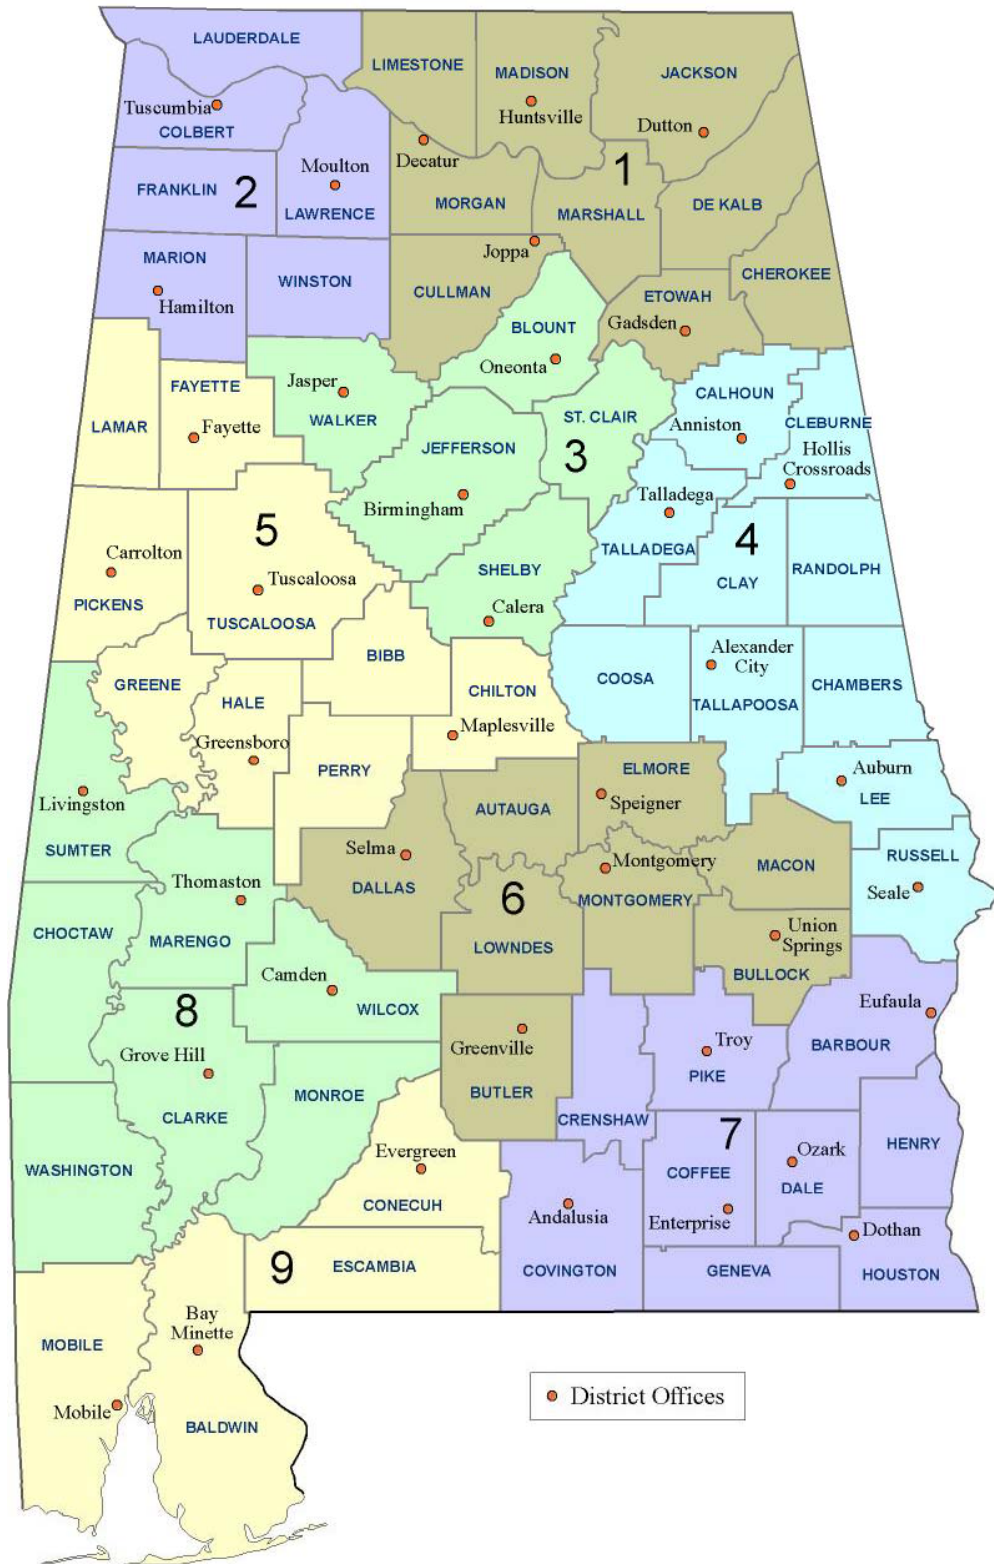 LAUDERDALE
LIMESTONE
MADISON
JACKSON
Tuscumbia
COLBERT
Huntsville
Dutton
Decatur
Moulton
1
FRANKLIN
2
LAWRENCE
MORGAN
MARSHALL
DE KALB
MARION
Joppa
WINSTON
CULLMAN
CHEROKEE
Hamilton
ETOWAH
Gadsden
BLOUNT
Oneonta
FAYETTE
Jasper
WALKER
CALHOUN
LAMAR
Fayette
ST. CLAIR
Anniston
CLEBURNE
JEFFERSON
3
Hollis
Crossroads
Birmingham
Talladega
5
4
Carrolton
TALLADEGA
CLAY
RANDOLPH
SHELBY
Tuscaloosa
PICKENS
TUSCALOOSA
Calera
BIBB
Alexander
City
GREENE
HALE
CHILTON
COOSA
TALLAPOOSA
CHAMBERS
Maplesville
Greensboro
PERRY
ELMORE
Auburn
LEE
Livingston
AUTAUGA
Speigner
SUMTER
Selma
Montgomery
MACON
RUSSELL
Thomaston
DALLAS
6
MONTGOMERY
Seale
CHOCTAW
MARENGO
LOWNDES
Union
Springs
BULLOCK
Camden
WILCOX
8
Eufaula
Grove Hill
Greenville
Troy
BARBOUR
PIKE
BUTLER
MONROE
CLARKE
CRENSHAW
7
HENRY
WASHINGTON
Evergreen
COFFEE
Ozark
DALE
CONECUH
Andalusia
Enterprise
Dothan
9
ESCAMBIA
COVINGTON
GENEVA
HOUSTON
Bay
Minette
MOBILE
Mobile
BALDWIN
District Offices